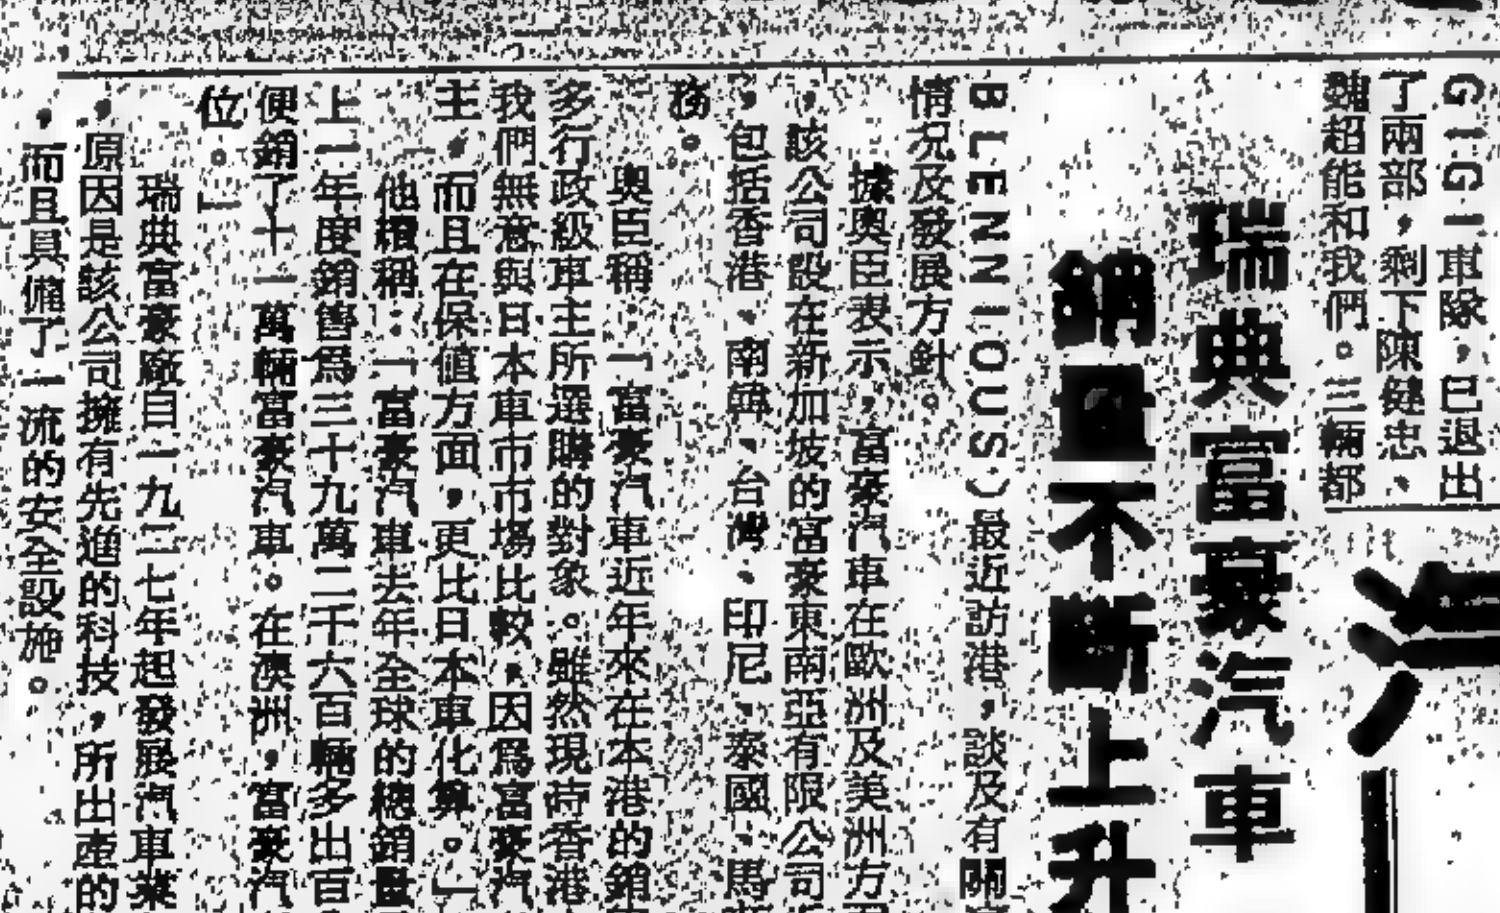 GIGI車隊,巳退出
了兩部,剩下陳健忠、
魏超能和我們。三輛都
瑞典富豪汽車
銷量不斷上升
BLENNIOUS)最近訪港,談及有關
情况及發展方針。
據奧臣表示,富豪汽車在歐洲及美洲方
,該公司設在新加坡的富豪東南亞有限公司
,包括香港、南韓、台灣、印尼、泰國、馬
務。
奧臣稱:「富豪汽車近年來在本港的銷
多行政級車主所選購的對象。雖然現時香港
我們無意與日本車市市場比較,因爲富豪汽
主,而且在保值方面,更比日本車化算。」
他續稱:「富豪汽車去年全球的總銷量
上一年度銷售爲三十九萬二千六百輛多出百
便銷了十一萬輛富豪汽車。在澳洲,富豪汽
位。」
瑞典富豪廠自一九二七年起發展汽車業
,原因是該公司擁有先進的科技,所出產的
,而且具備了一流的安全設施。